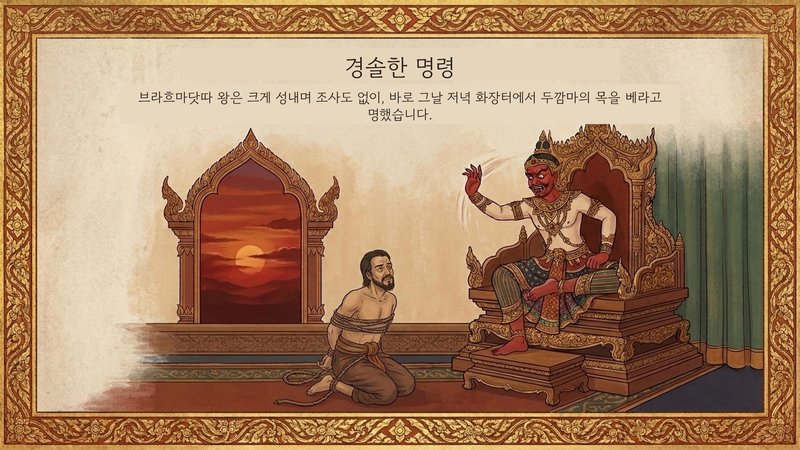 경솔한 명령
브라흐마닷따 왕은 크게 성내며 조사도 없이, 바로 그날 저녁 화장터에서 두깜마의 목을 베라고
명했습니다.